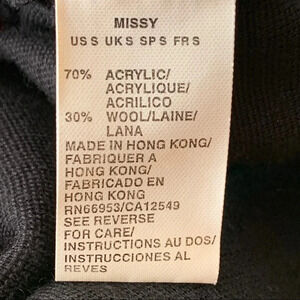 MISSY
US S UK S SP S FR S
70% ACRYLIC/
ACRYLIQUE/
ACRILICO
30% WOOL/LAINE/
LANA
MADE IN HONG KONG/
FABRIQUER A
HONG KONG/
FABRICADO EN
HONG KONG
RN66953/CA12549
SEE REVERSE
FOR CARE/
INSTRUCTIONS AU DOS/
INSTRUCCIONES AL
REVES